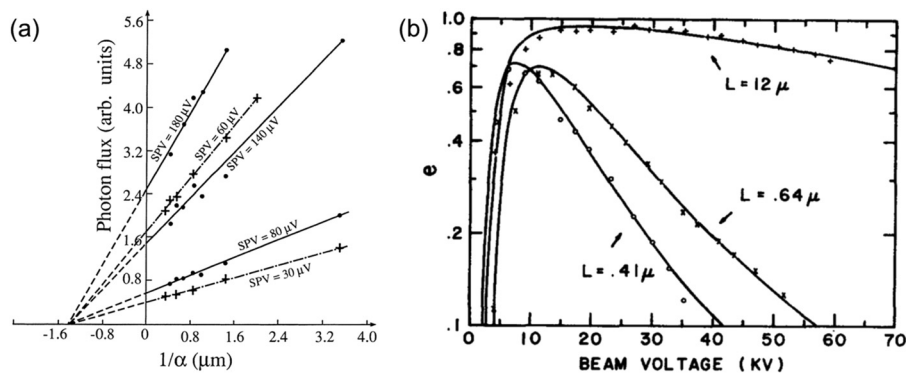 (a)
Photon flux (arb. units)
5.6
4.8
4.0
3.2
2.4
1.6
0.8
0
SPV = 180 μV
SPV = 60 μV
SPV = 140 μV
SPV = 80 μV
SPV = 30 μV
-1.6
-0.8
0
0.8
1.6
2.4
3.2
4.0
1/α (μm)
(b)
e
1.0
.8
.6
.4
.2
.1
L = 12 μ
L = .64 μ
L = .41 μ
0
10
20
30
40
50
60
70
BEAM VOLTAGE (KV)